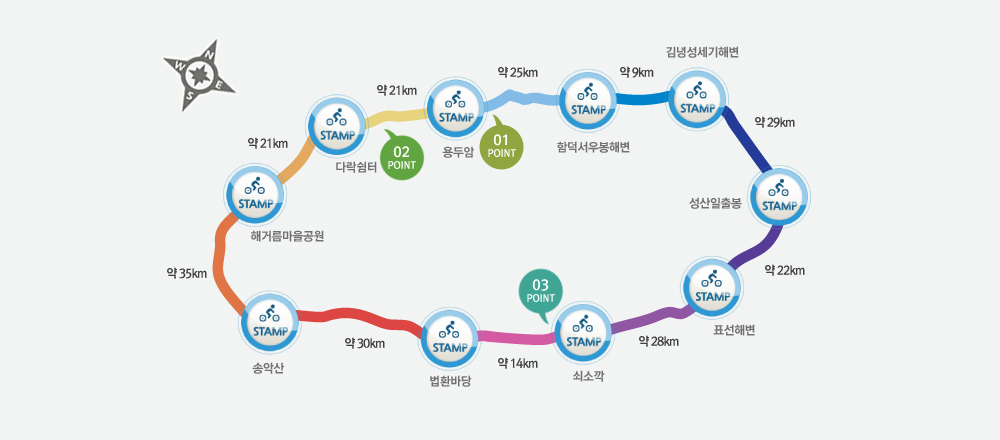 N
W
E
S
김녕성세기해변
약 25km
약 9km
STAMP
STAMP
약 21km
STAMP
STAMP
약 29km
01
POINT
02
POINT
용두암
함덕서우봉해변
약 21km
다락쉼터
STAMP
STAMP
성산일출봉
해거름마을공원
약 35km
약 22km
03
POINT
STAMP
STAMP
STAMP
STAMP
표선해변
약 30km
약 28km
약 14km
송악산
법환바당
쇠소깍